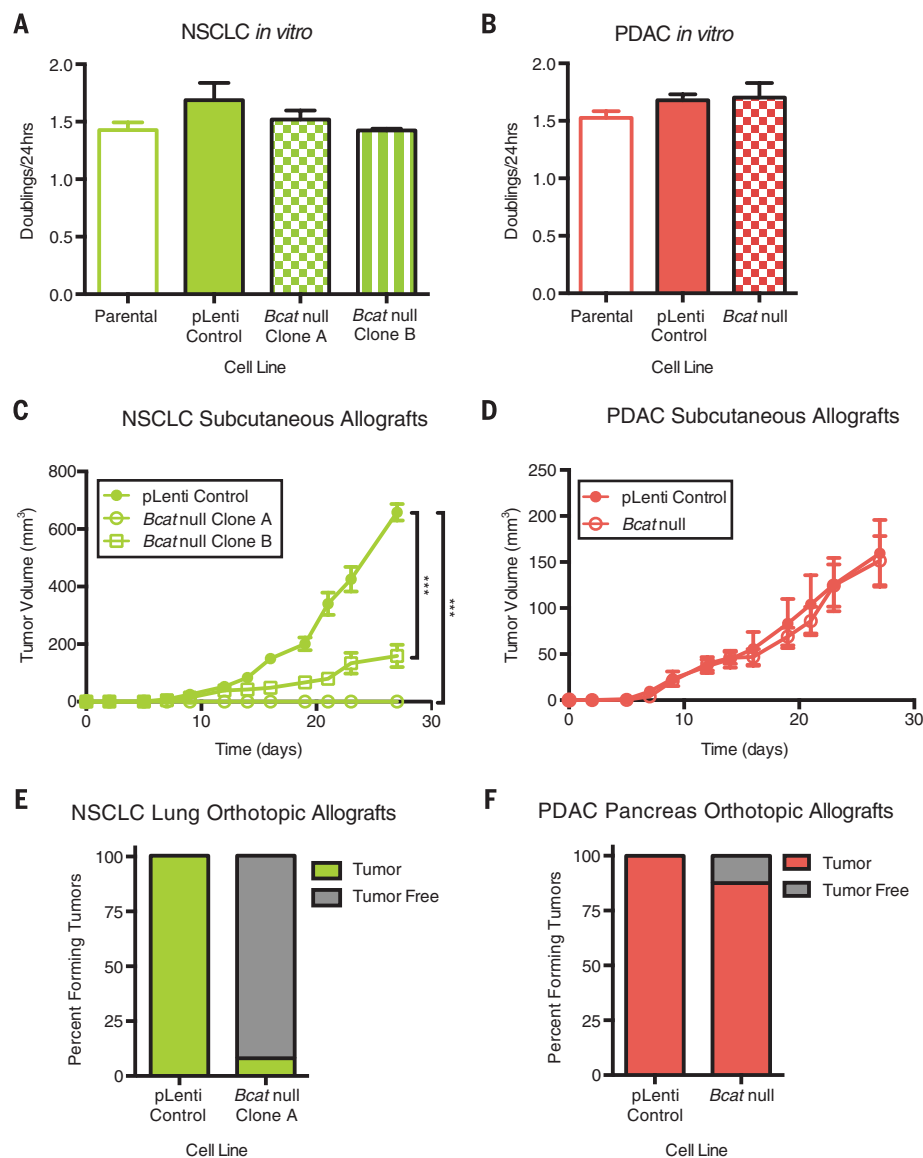 A
NSCLC in vitro
Doublings/24hrs
2.0
1.5
1.0
0.5
0.0
Parental
pLenti
Control
Bcat null
Clone A
Bcat null
Clone B
Cell Line
B
PDAC in vitro
Doublings/24hrs
2.0
1.5
1.0
0.5
0.0
Parental
pLenti
Control
Bcat null
Cell Line
C
NSCLC Subcutaneous Allografts
Tumor Volume (mm³)
800
600
400
200
0
pLenti Control
Bcat null Clone A
Bcat null Clone B
***
***
0
10
20
30
Time (days)
D
PDAC Subcutaneous Allografts
Tumor Volume (mm³)
250
200
150
100
50
0
pLenti Control
Bcat null
0
10
20
30
Time (days)
E
NSCLC Lung Orthotopic Allografts
Percent Forming Tumors
100
75
50
25
0
Tumor
Tumor Free
pLenti
Control
Bcat null
Clone A
Cell Line
F
PDAC Pancreas Orthotopic Allografts
Percent Forming Tumors
100
75
50
25
0
Tumor
Tumor Free
pLenti
Control
Bcat null
Cell Line